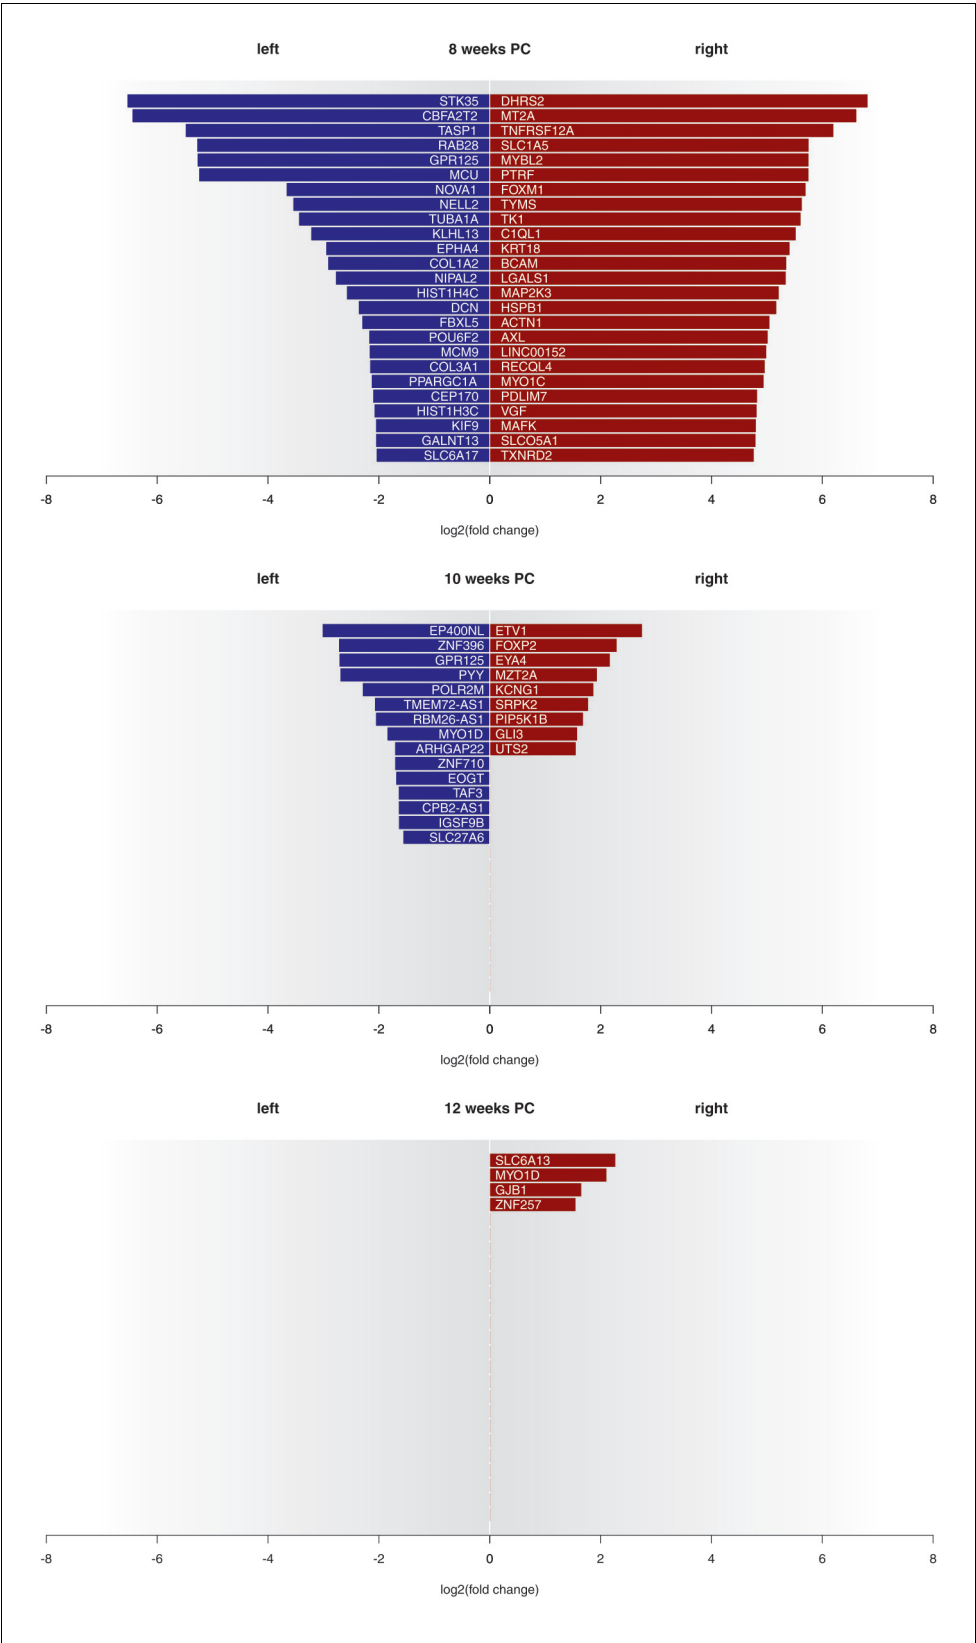 left 8 weeks PC right
STK35 DHRS2
CBFA2T2 MT2A
TASP1 TNFRSF12A
RAB28 SLC1A5
GPR125 MYBL2
MCU PTRF
NOVA1 FOXM1
NELL2 TYMS
TUBA1A TK1
KLHL13 C1QL1
EPHA4 KRT18
COL1A2 BCAM
NIPAL2 LGALS1
HIST1H4C MAP2K3
DCN HSPB1
FBXL5 ACTN1
POU6F2 AXL
MCM9 LINC00152
COL3A1 RECQL4
PPARGC1A MYO1C
CEP170 PDLIM7
HIST1H3C VGF
KIF9 MAFK
GALNT13 SLCO5A1
SLC6A17 TXNRD2
-8 -6 -4 -2 0 2 4 6 8
log2(fold change)
left 10 weeks PC right
EP400NL ETV1
ZNF396 FOXP2
GPR125 EYA4
PYY MZT2A
POLR2M KCNG1
TMEM72-AS1 SRPK2
RBM26-AS1 PIP5K1B
MYO1D GLI3
ARHGAP22 UTS2
ZNF710
EOGT
TAF3
CPB2-AS1
IGSF9B
SLC27A6
-8 -6 -4 -2 0 2 4 6 8
log2(fold change)
left 12 weeks PC right
SLC6A13
MYO1D
GJB1
ZNF257
-8 -6 -4 -2 0 2 4 6 8
log2(fold change)